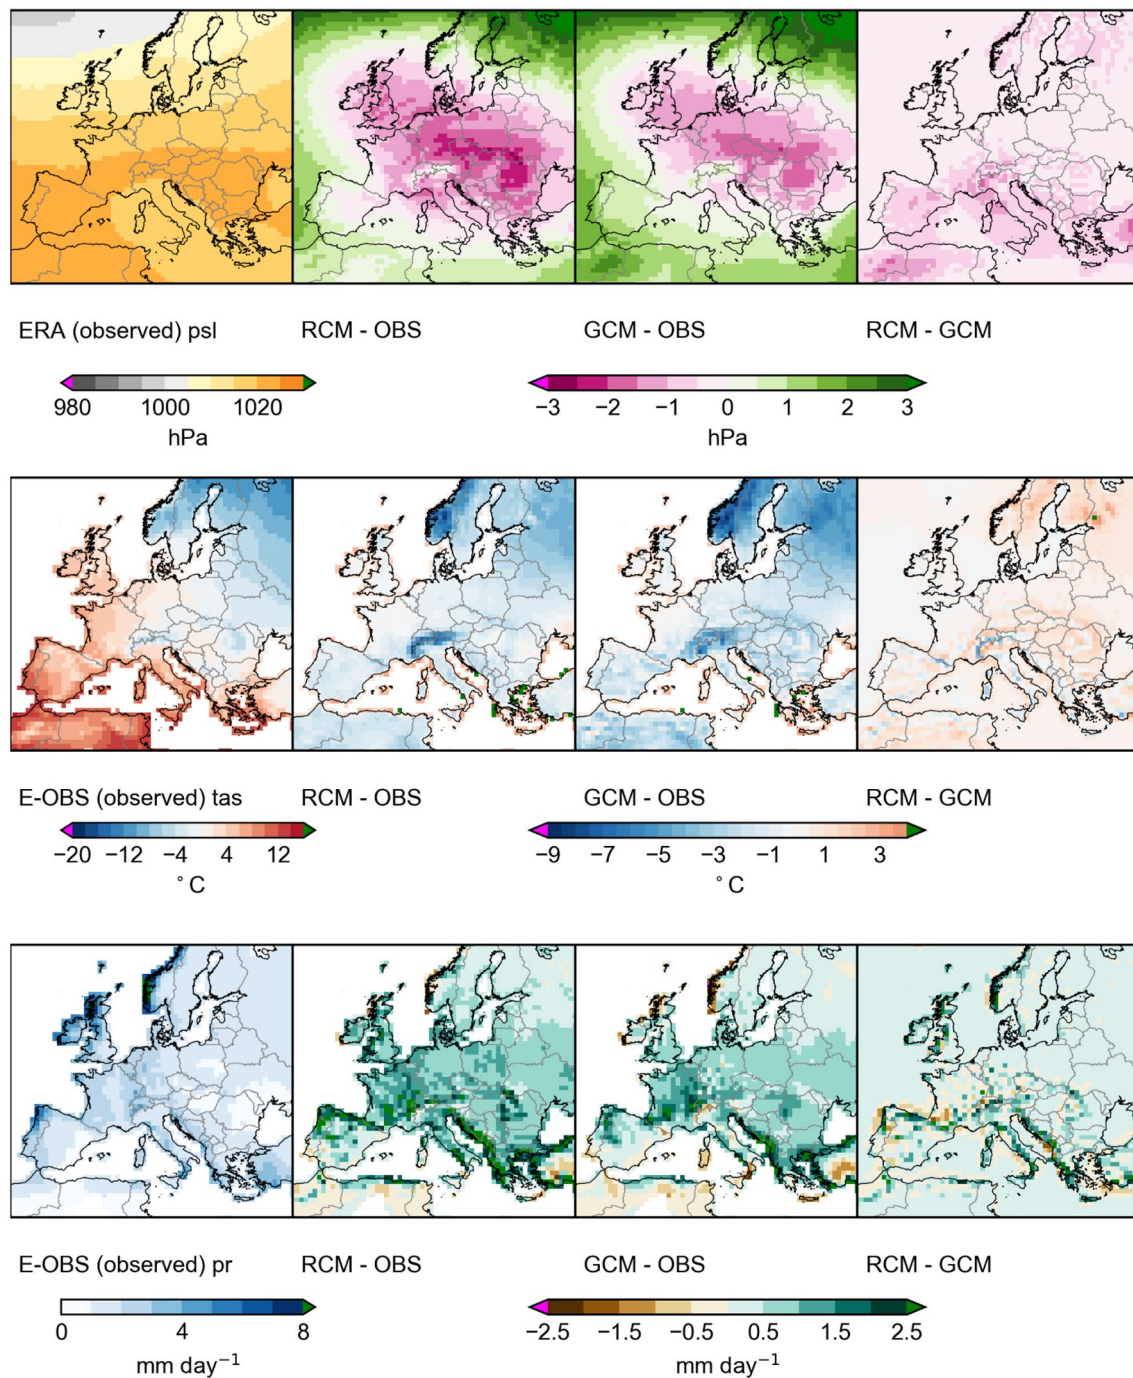 ERA (observed) psl RCM - OBS GCM - OBS RCM - GCM
980 1000 1020 −3 −2 −1 0 1 2 3
hPa hPa
E-OBS (observed) tas RCM - OBS GCM - OBS RCM - GCM
−20 −12 −4 4 12 −9 −7 −5 −3 −1 1 3
° C ° C
E-OBS (observed) pr RCM - OBS GCM - OBS RCM - GCM
0 4 8 −2.5 −1.5 −0.5 0.5 1.5 2.5
mm day⁻¹ mm day⁻¹